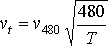 v_t = v_480 √(480/T)